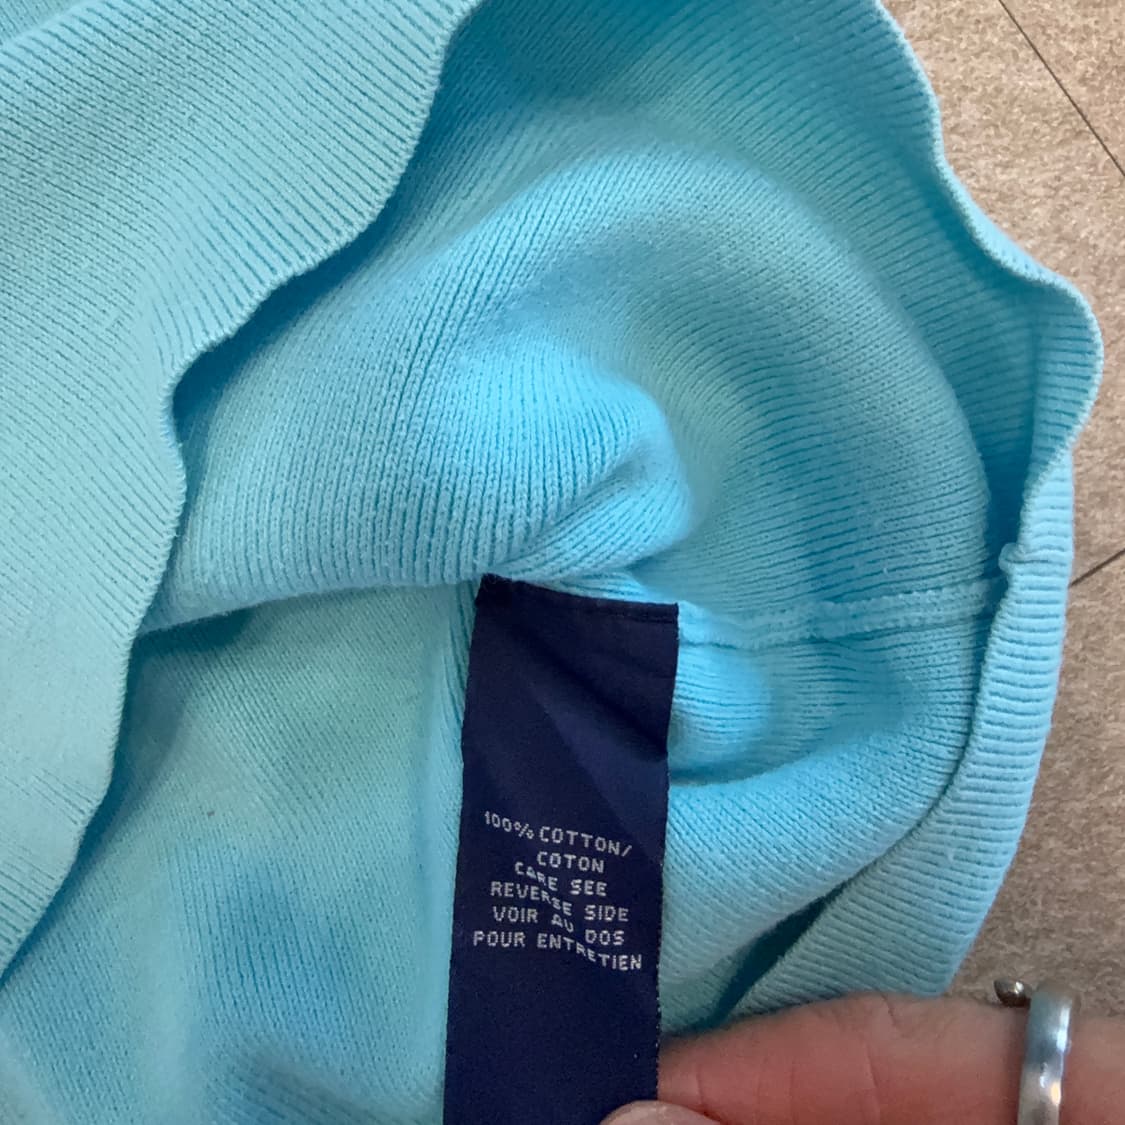 100% COTTON/
COTON
CARE SEE
REVERSE SIDE
VOIR AU DOS
POUR ENTRETIEN